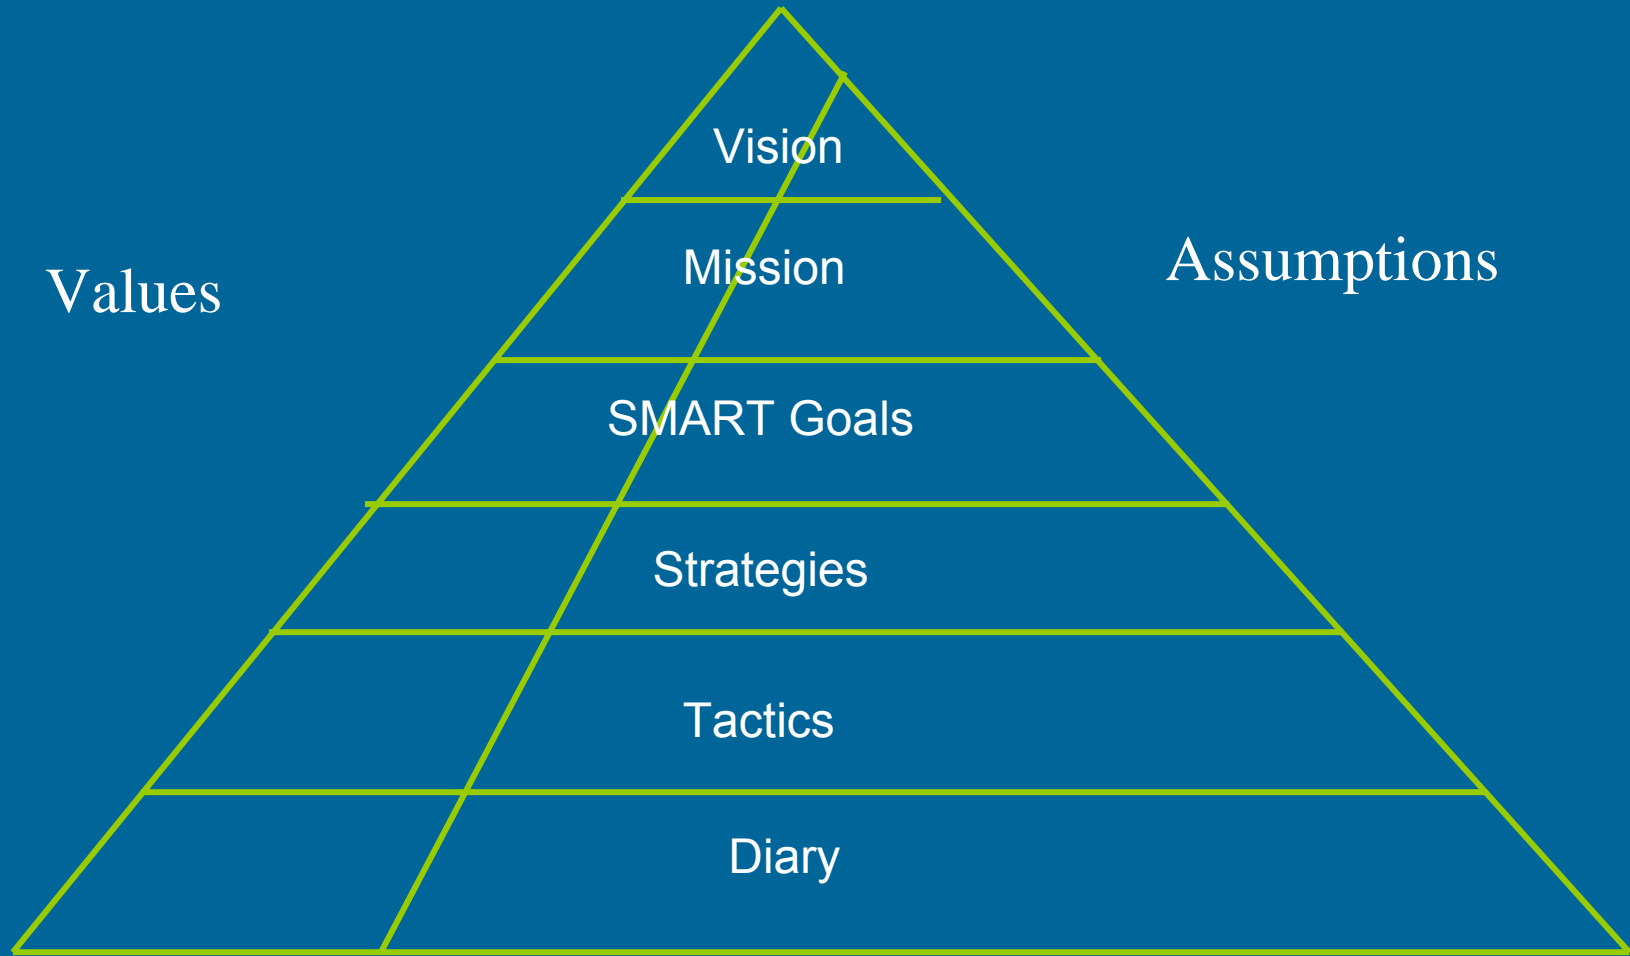 Vision
Mission
Values
Assumptions
SMART Goals
Strategies
Tactics
Diary